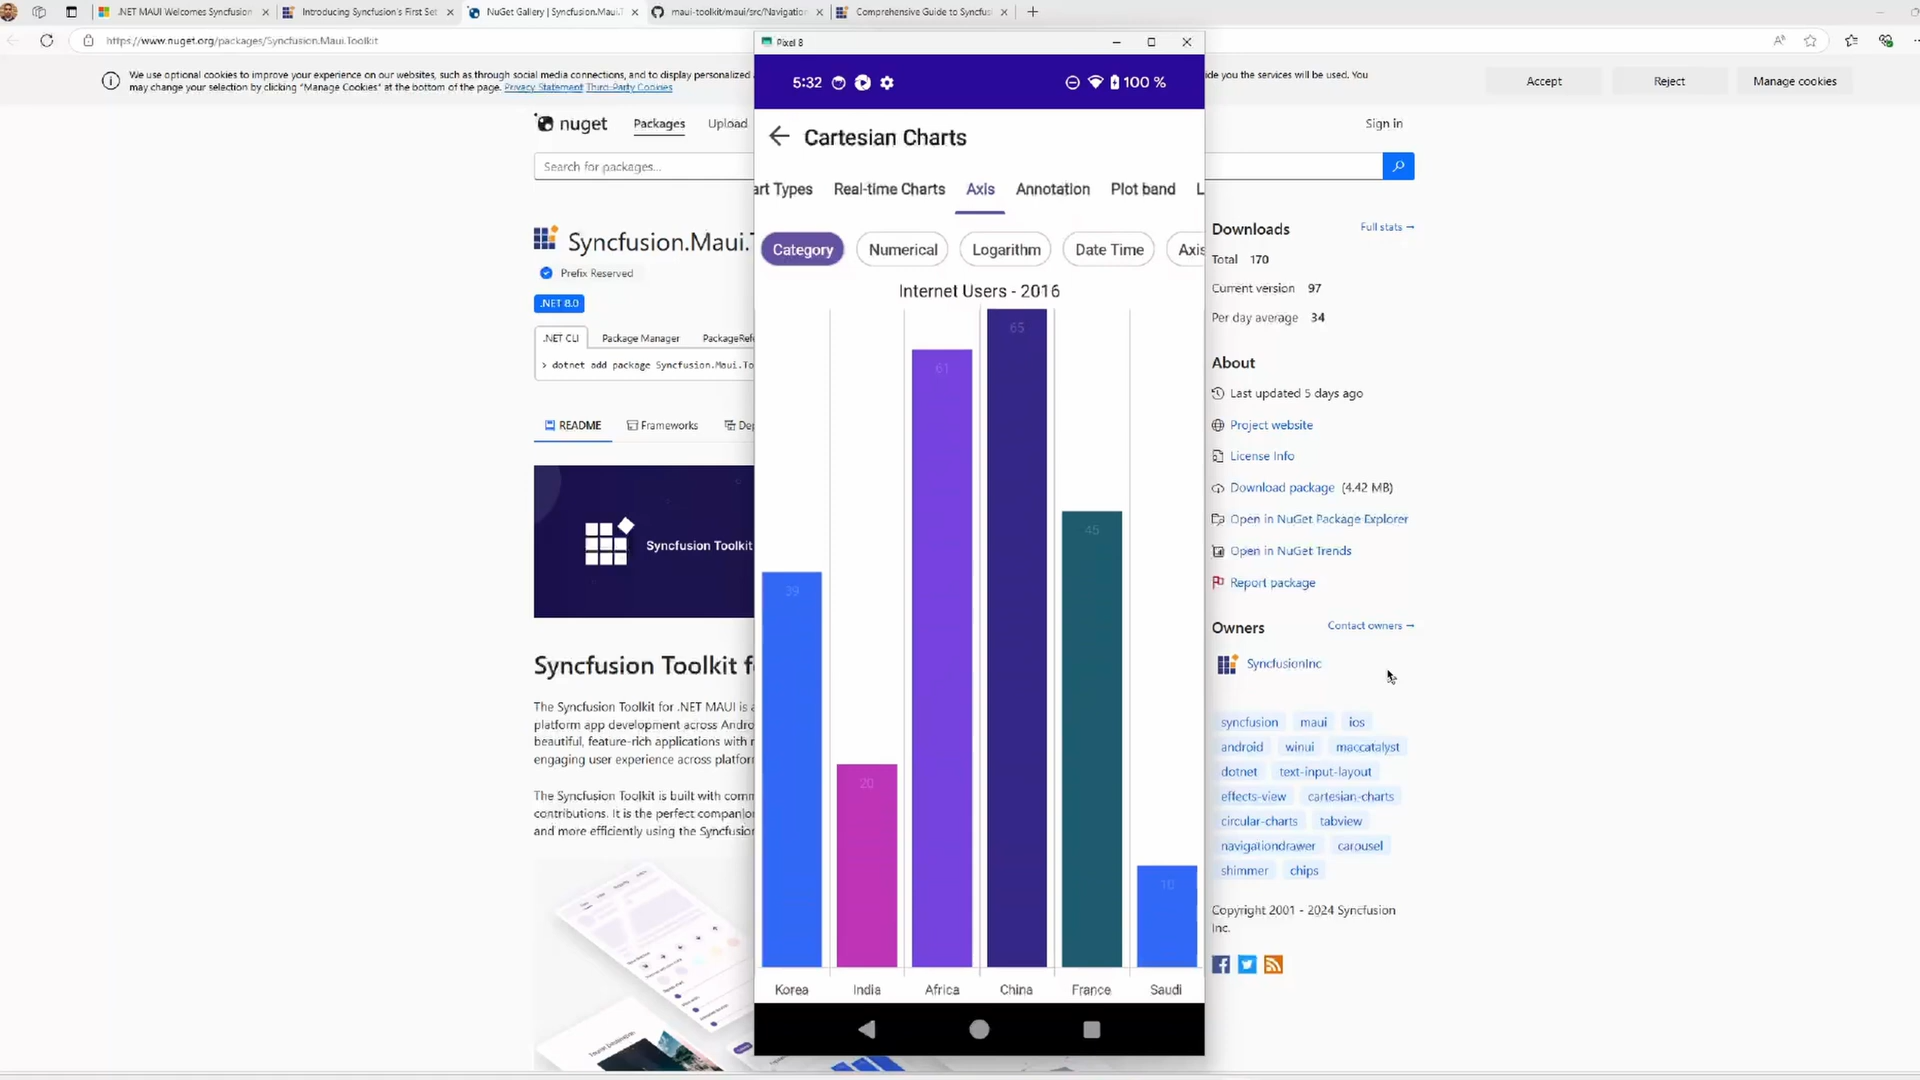 .NET MAUI Welcomes Syncfusion
Introducing Syncfusion's First Set
NuGet Gallery | Syncfusion.Maui.T
maui-toolkit/maui/src/Navigation
Comprehensive Guide to Syncfus
https://www.nuget.org/packages/Syncfusion.Maui.Toolkit
We use optional cookies to improve your experience on our websites, such as through social media connections, and to display personalized
ide you the services will be used. You
may change your selection by clicking "Manage Cookies" at the bottom of the page. Privacy Statement Third-Party Cookies
Accept
Reject
Manage cookies
nuget
Packages
Upload
Sign in
Search for packages...
Syncfusion.Maui.
Prefix Reserved
.NET 8.0
.NET CLI
Package Manager
PackageRef
> dotnet add package Syncfusion.Maui.To
README
Frameworks
De
Syncfusion Toolkit
Syncfusion Toolkit f
The Syncfusion Toolkit for .NET MAUI is a
platform app development across Andro
beautiful, feature-rich applications with
engaging user experience across platfor
The Syncfusion Toolkit is built with comm
contributions. It is the perfect companion
and more efficiently using the Syncfusion
Pixel 8
5:32
100 %
Cartesian Charts
art Types
Real-time Charts
Axis
Annotation
Plot band
L
Category
Numerical
Logarithm
Date Time
Axis
Internet Users - 2016
65
61
45
39
20
10
Korea
India
Africa
China
France
Saudi
Downloads
Full stats →
Total 170
Current version 97
Per day average 34
About
Last updated 5 days ago
Project website
License Info
Download package (4.42 MB)
Open in NuGet Package Explorer
Open in NuGet Trends
Report package
Owners
Contact owners →
SyncfusionInc
syncfusion
maui
ios
android
winui
maccatalyst
dotnet
text-input-layout
effects-view
cartesian-charts
circular-charts
tabview
navigationdrawer
carousel
shimmer
chips
Copyright 2001 - 2024 Syncfusion
Inc.